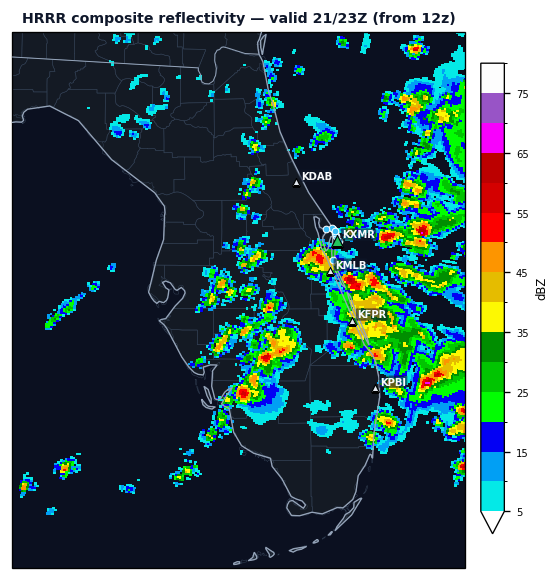 HRRR composite reflectivity — valid 21/23Z (from 12z)
KDAB
KXMR
KMLB
KFPR
KPBI
75
65
55
45
35
25
15
5
dBZ